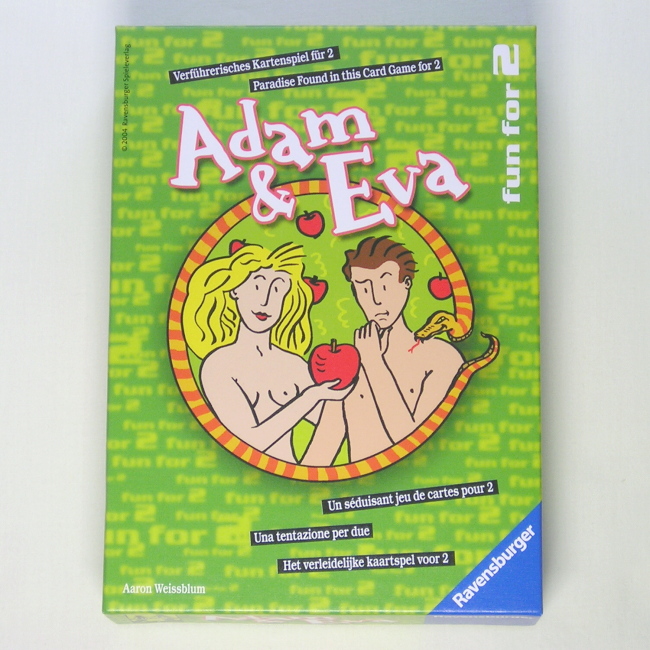 © 2004 Ravensburger Spieleverlag
fun for 2
Verführerisches Kartenspiel für 2
Paradise Found in this Card Game for 2
Adam
& Eva
Un séduisant jeu de cartes pour 2
Una tentazione per due
Het verleidelijke kaartspel voor 2
Aaron Weissblum
Ravensburger